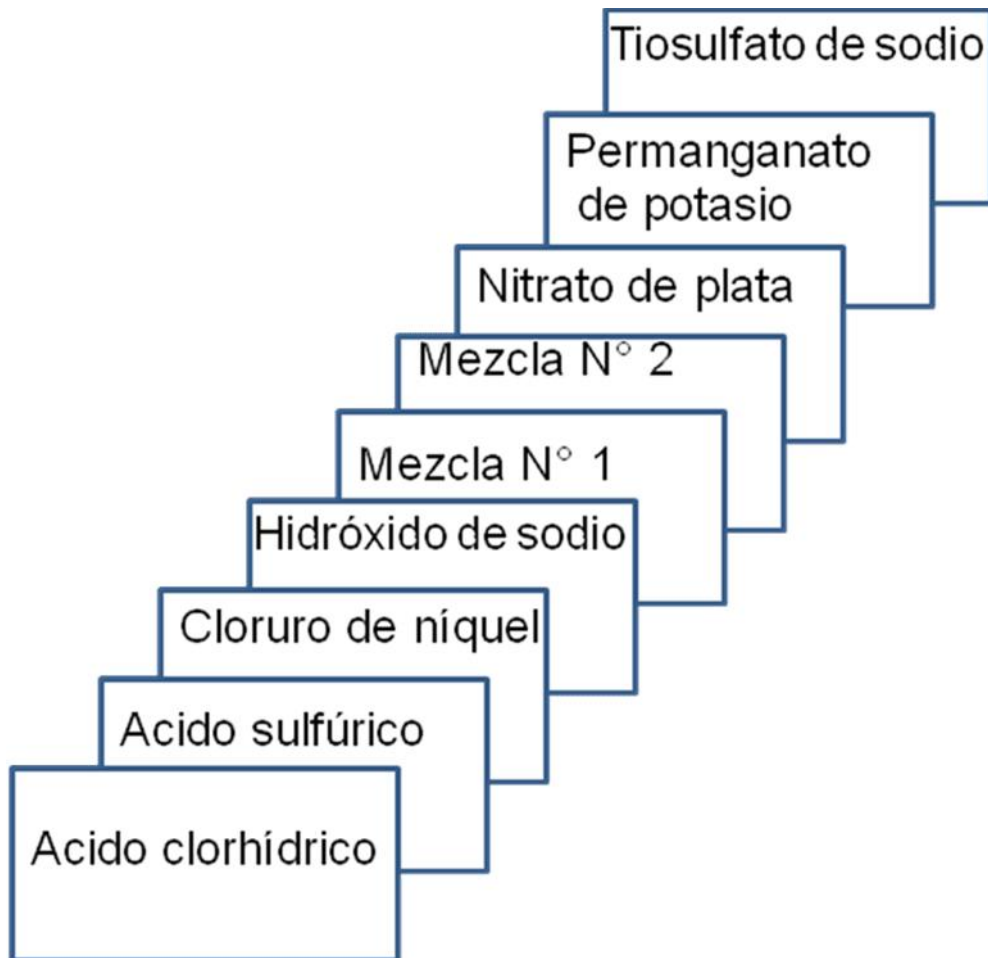 Tiosulfato de sodio
Permanganato
de potasio
Nitrato de plata
Mezcla N° 2
Mezcla N° 1
Hidróxido de sodio
Cloruro de níquel
Acido sulfúrico
Acido clorhídrico